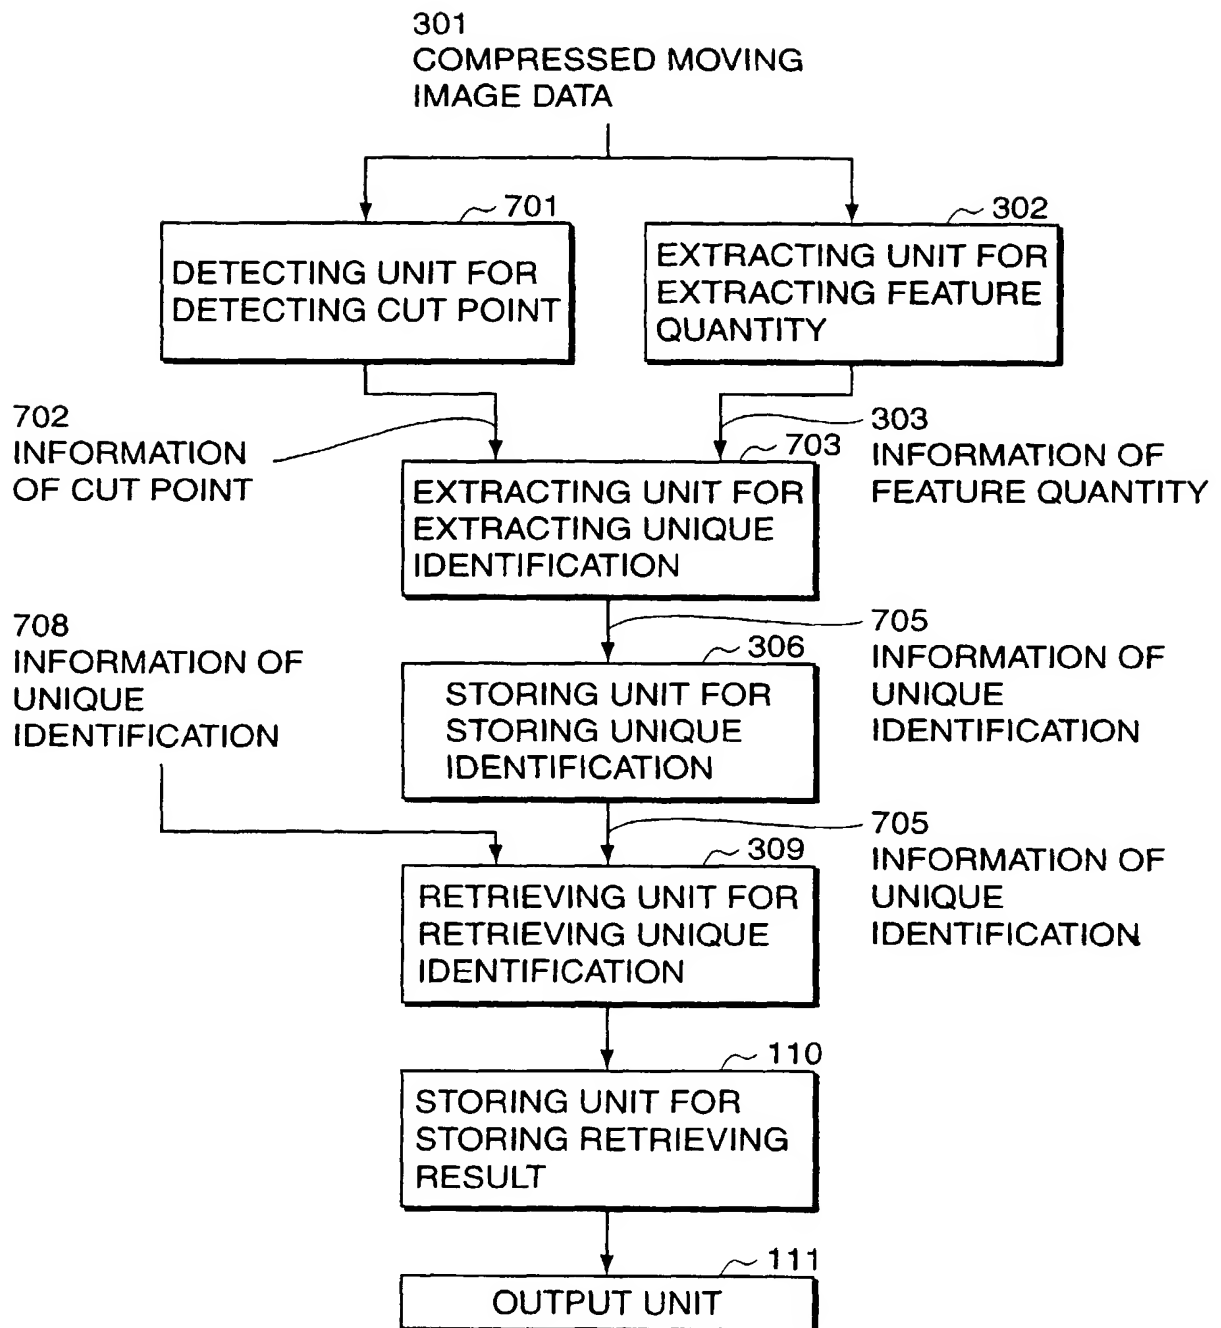 301
COMPRESSED MOVING
IMAGE DATA
701
DETECTING UNIT FOR
DETECTING CUT POINT
302
EXTRACTING UNIT FOR
EXTRACTING FEATURE
QUANTITY
702
INFORMATION
OF CUT POINT
303
INFORMATION OF
FEATURE QUANTITY
703
EXTRACTING UNIT FOR
EXTRACTING UNIQUE
IDENTIFICATION
708
INFORMATION OF
UNIQUE
IDENTIFICATION
705
INFORMATION OF
UNIQUE
IDENTIFICATION
306
STORING UNIT FOR
STORING UNIQUE
IDENTIFICATION
705
INFORMATION OF
UNIQUE
IDENTIFICATION
309
RETRIEVING UNIT FOR
RETRIEVING UNIQUE
IDENTIFICATION
110
STORING UNIT FOR
STORING RETRIEVING
RESULT
111
OUTPUT UNIT